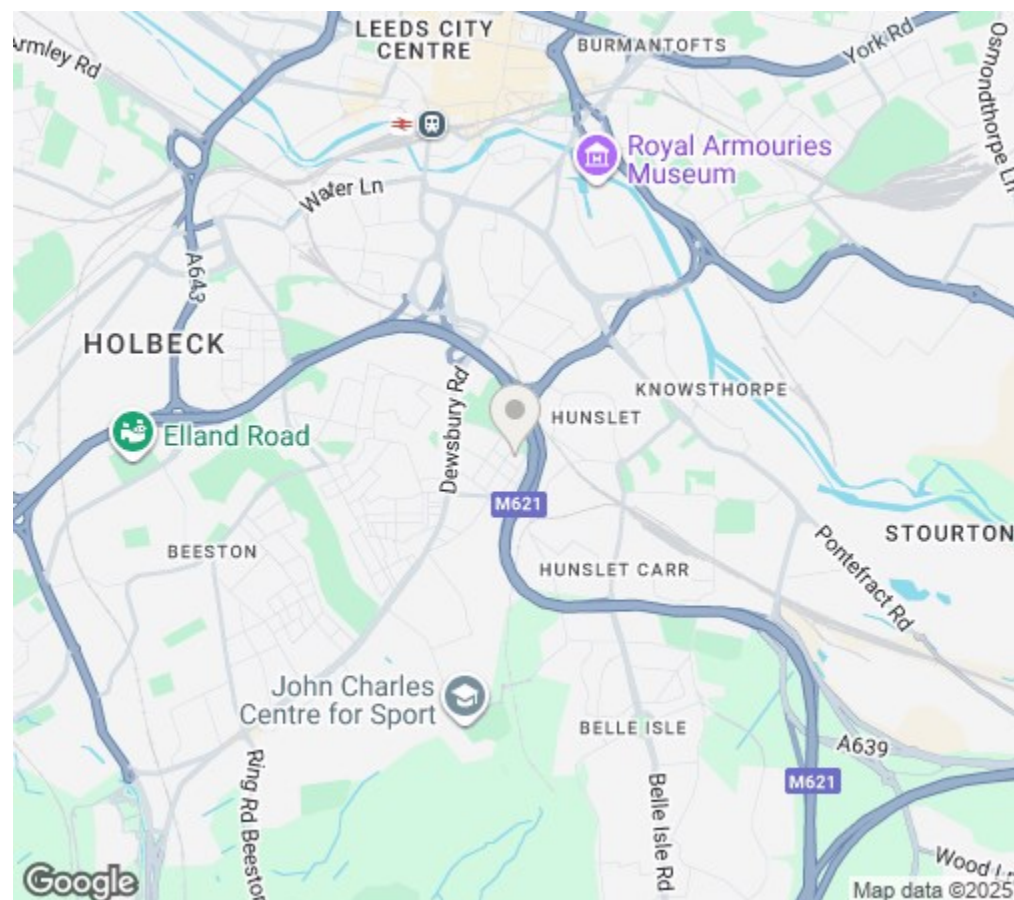 LEEDS CITY
CENTRE
BURMANTOFTS
York Rd
Armley Rd
Osmondthorpe Ln
Royal Armouries
Museum
Water Ln
A643
HOLBECK
KNOWSTHORPE
HUNSLET
Dewsbury Rd
Elland Road
M621
STOURTON
BEESTON
HUNSLET CARR
Pontefract Rd
John Charles
Centre for Sport
BELLE ISLE
A639
M621
Ring Rd Beeston
Belle Isle Rd
Wood L
Google
Map data ©2025